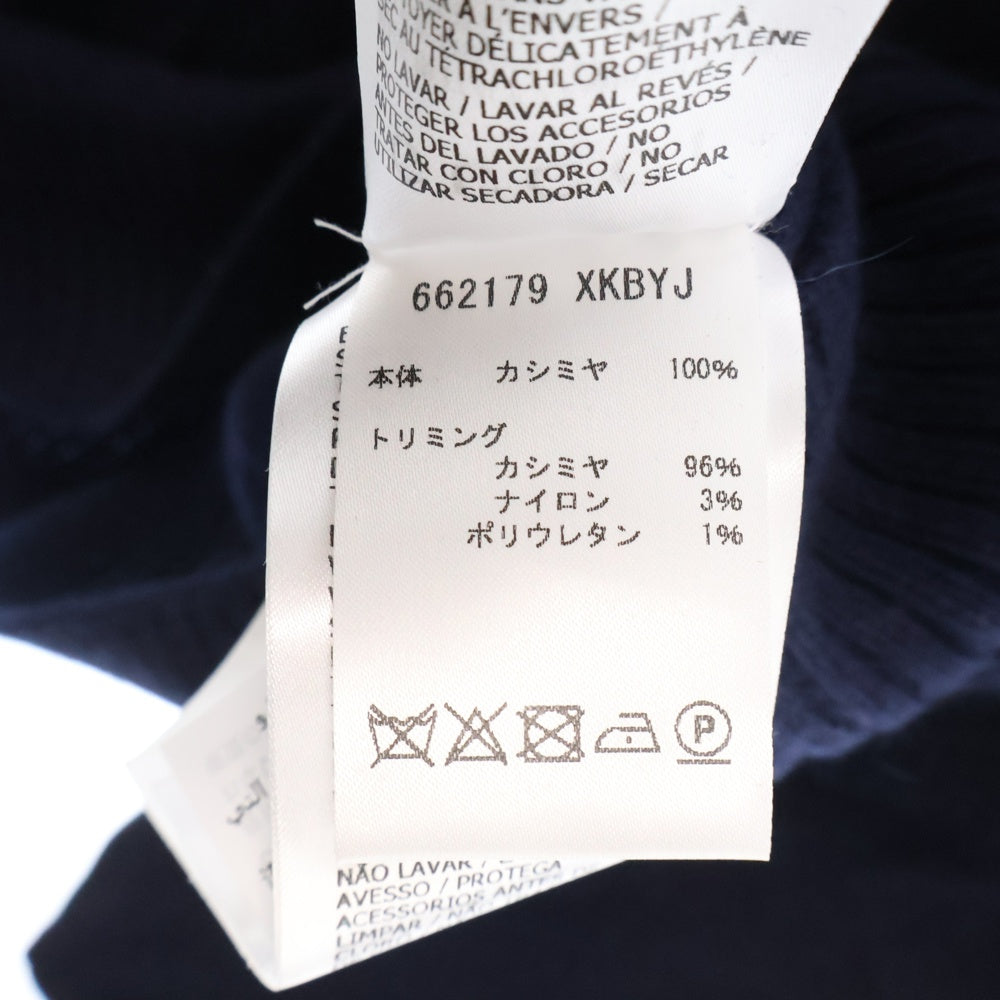 À L'ENVERS /
DÉLICATEMENT À
SEC AU TÉTRACHLOROÉTHYLÈNE
NO LAVAR / LAVAR AL REVÉS /
PROTEGER LOS ACCESORIOS
ANTES DEL LAVADO / NO
TRATAR CON CLORO / NO
UTILIZAR SECADORA / SECAR
662179 XKBYJ
本体 カシミヤ 100%
トリミング
カシミヤ 96%
ナイロン 3%
ポリウレタン 1%
P
NÃO LAVAR /
AVESSO / PROTEGA
ACESSORIOS ANTES
LIMPAR / NÃO